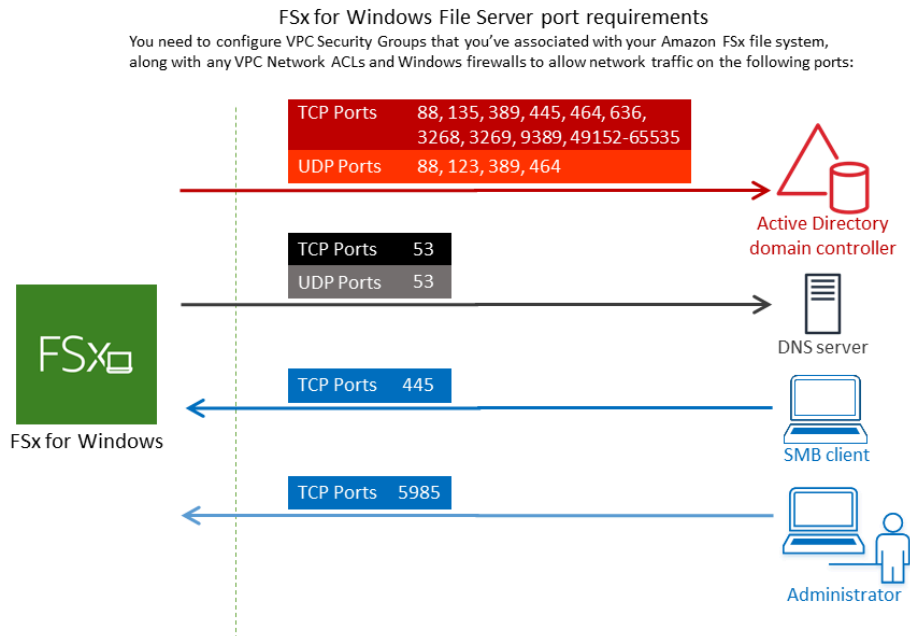 FSx for Windows File Server port requirements
You need to configure VPC Security Groups that you've associated with your Amazon FSx file system,
along with any VPC Network ACLs and Windows firewalls to allow network traffic on the following ports:
TCP Ports 88, 135, 389, 445, 464, 636,
3268, 3269, 9389, 49152-65535
UDP Ports 88, 123, 389, 464
Active Directory
domain controller
TCP Ports 53
UDP Ports 53
DNS server
FSx
FSx for Windows
TCP Ports 445
SMB client
TCP Ports 5985
Administrator